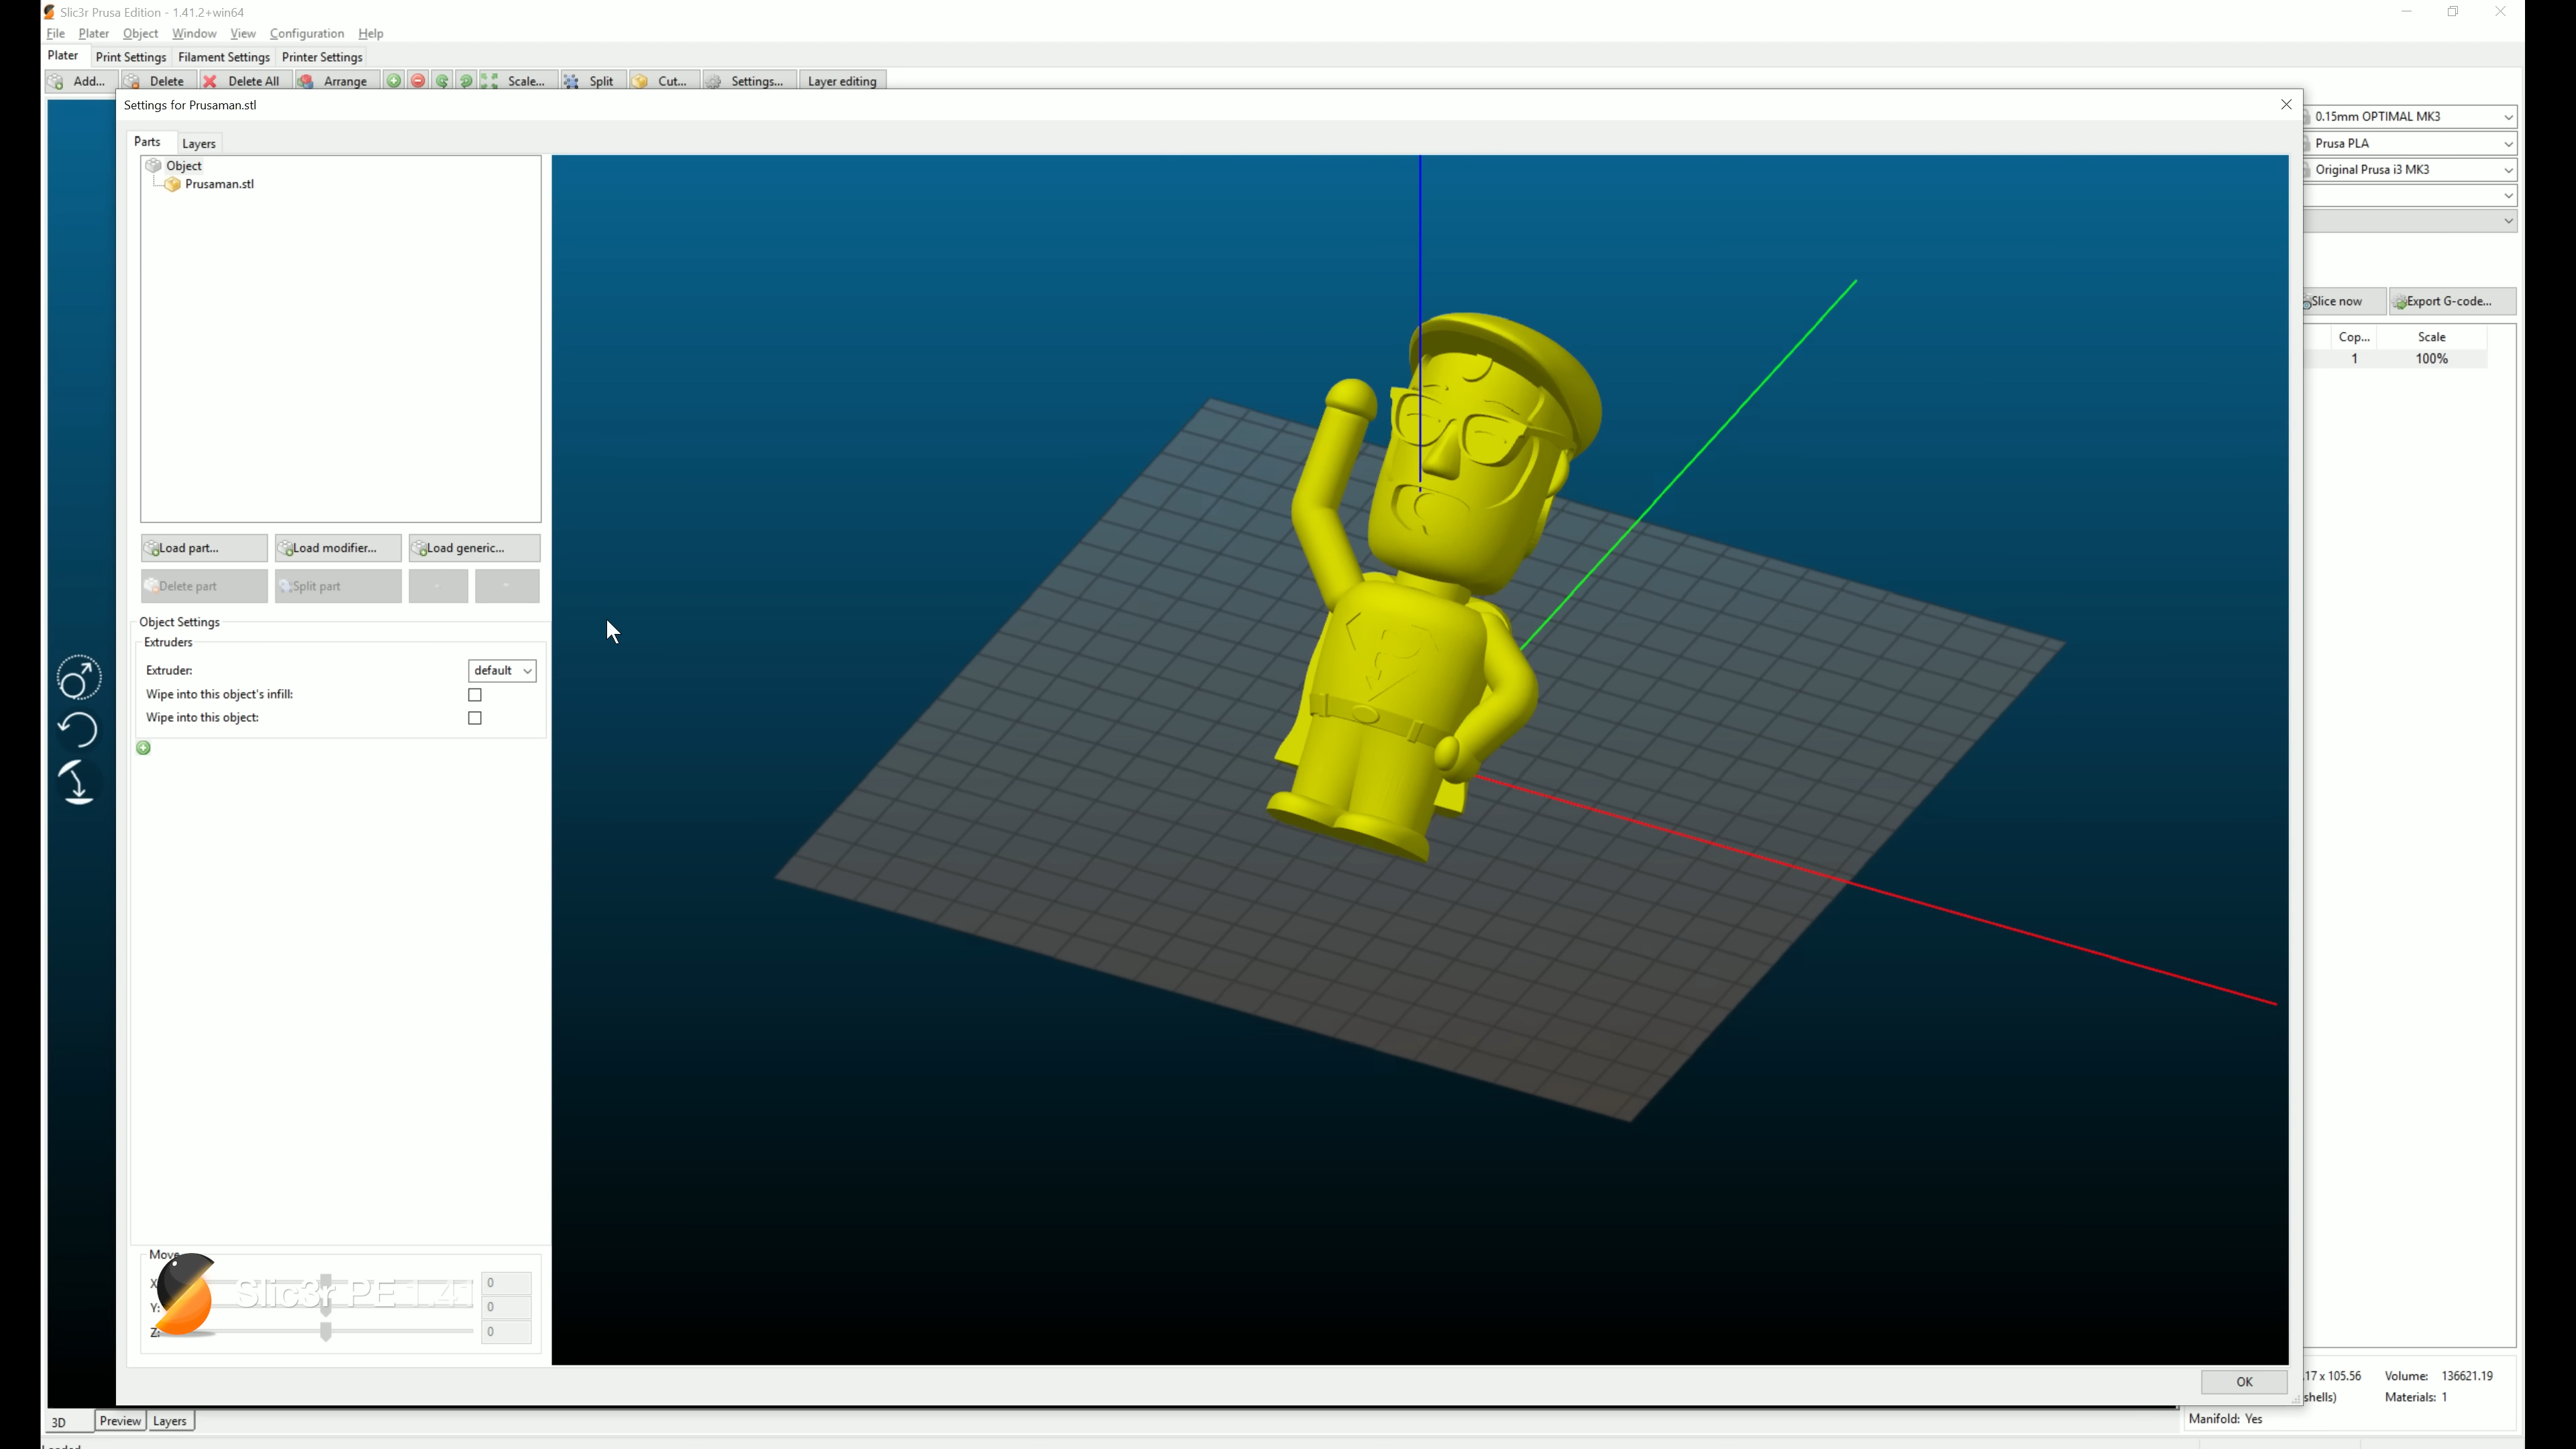 Slic3r Prusa Edition - 1.41.2+win64
File Plater Object Window View Configuration Help
Plater Print Settings Filament Settings Printer Settings
Add... Delete Delete All Arrange Scale... Split Cut... Settings... Layer editing
Settings for Prusaman.stl
0.15mm OPTIMAL MK3
Parts Layers
Prusa PLA
Object
Original Prusa i3 MK3
Prusaman.stl
Slice now Export G-code...
Cop... Scale
1 100%
Load part... Load modifier... Load generic...
Delete part Split part
Object Settings
Extruders
Extruder: default
Wipe into this object's infill:
Wipe into this object:
P
Move
X 0
Slic3r PE 1.41
Y: 0
Z: 0
OK
17 x 105.56 Volume: 136621.19
shells) Materials: 1
Manifold: Yes
3D Preview Layers